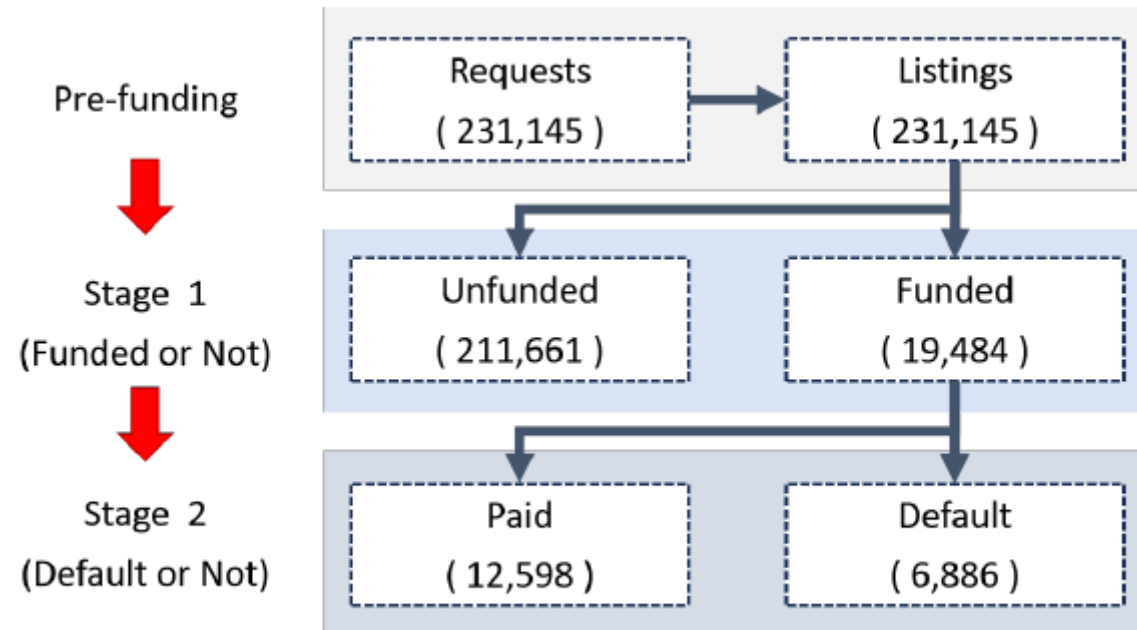 Pre-funding
Requests
( 231,145 )
Listings
( 231,145 )
Stage 1
(Funded or Not)
Unfunded
( 211,661 )
Funded
( 19,484 )
Stage 2
(Default or Not)
Paid
( 12,598 )
Default
( 6,886 )